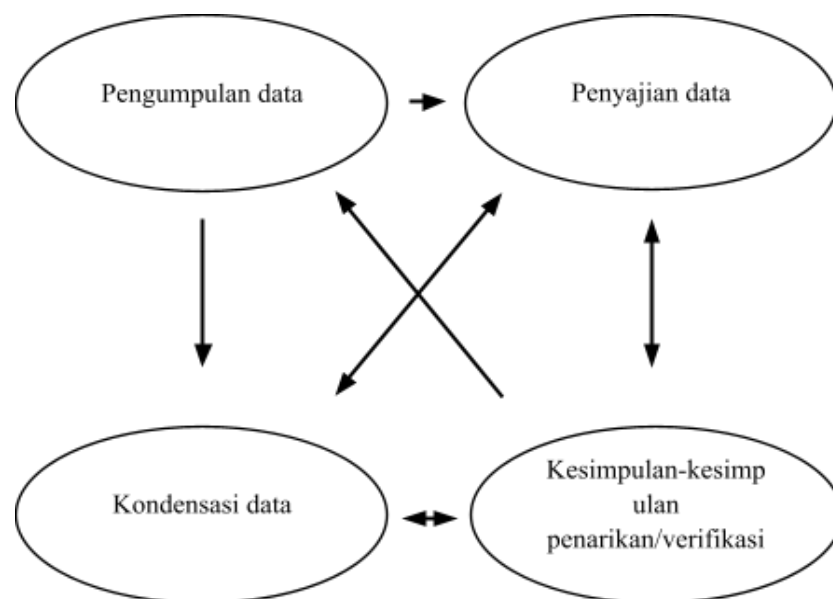 Pengumpulan data
Penyajian data
Kondensasi data
Kesimpulan-kesimp
ulan
penarikan/verifikasi